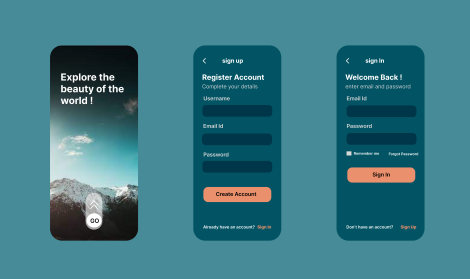 Explore the
beauty of the
world !
GO
sign up
Register Account
Complete your details
Username
Email Id
Password
Create Account
Already have an account? Sign in
sign In
Welcome Back !
enter email and password
Email Id
Password
Remember me Forgot Password
Sign In
Don't have an account? Sign Up